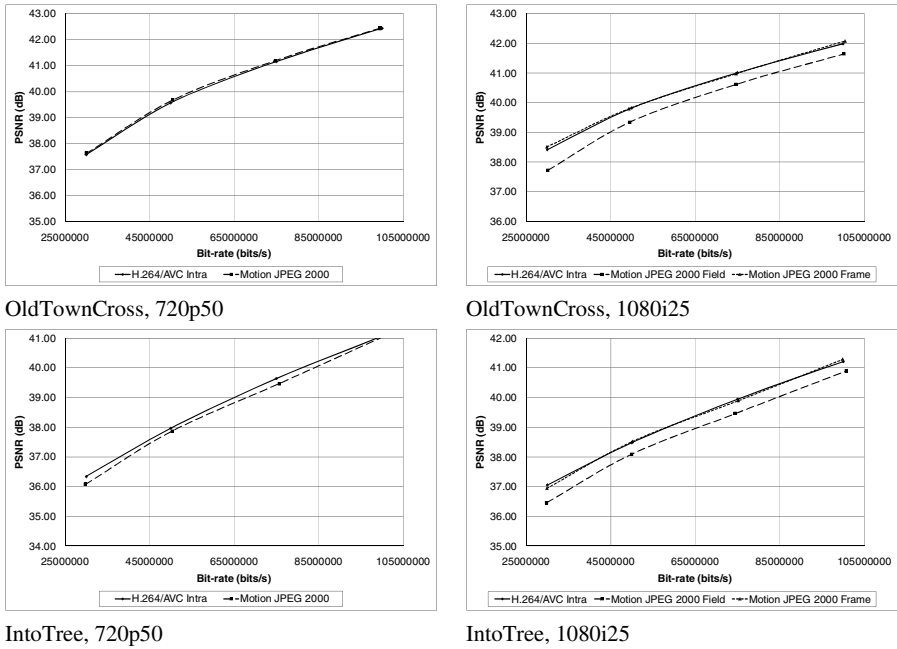 43.00
42.00
41.00
40.00
39.00
38.00
37.00
36.00
35.00
PSNR (dB)
25000000 45000000 65000000 85000000 105000000
Bit-rate (bits/s)
H.264/AVC Intra Motion JPEG 2000
OldTownCross, 720p50
43.00
42.00
41.00
40.00
39.00
38.00
37.00
36.00
PSNR (dB)
25000000 45000000 65000000 85000000 105000000
Bit-rate (bits/s)
H.264/AVC Intra Motion JPEG 2000 Field Motion JPEG 2000 Frame
OldTownCross, 1080i25
41.00
40.00
39.00
38.00
37.00
36.00
35.00
34.00
PSNR (dB)
25000000 45000000 65000000 85000000 105000000
Bit-rate (bits/s)
H.264/AVC Intra Motion JPEG 2000
IntoTree, 720p50
42.00
41.00
40.00
39.00
38.00
37.00
36.00
35.00
PSNR (dB)
25000000 45000000 65000000 85000000 105000000
Bit-rate (bits/s)
H.264/AVC Intra Motion JPEG 2000 Field Motion JPEG 2000 Frame
IntoTree, 1080i25